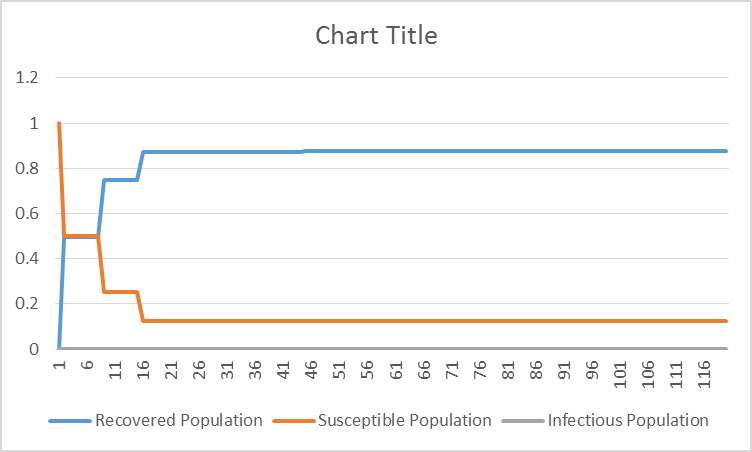 Chart Title
1.2
1
0.8
0.6
0.4
0.2
0
1 6 11 16 21 26 31 36 41 46 51 56 61 66 71 76 81 86 91 96 101 106 111 116
Recovered Population Susceptible Population Infectious Population